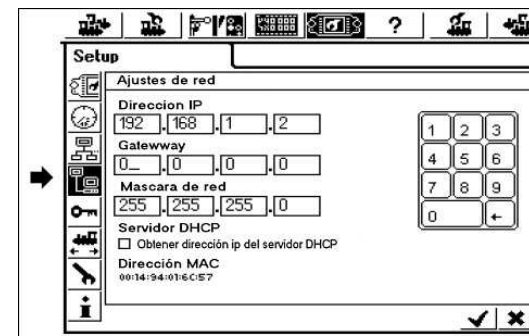 ?
Setup
Ajustes de red
Direccion IP
192 . 168 . 1 . 2
Gatewway
0_ . 0 . 0 . 0
Mascara de red
255 . 255 . 255 . 0
Servidor DHCP
Obtener dirección ip del servidor DHCP
Dirección MAC
00:14:94:01:6C:57
1 2 3
4 5 6
7 8 9
0 ←
i